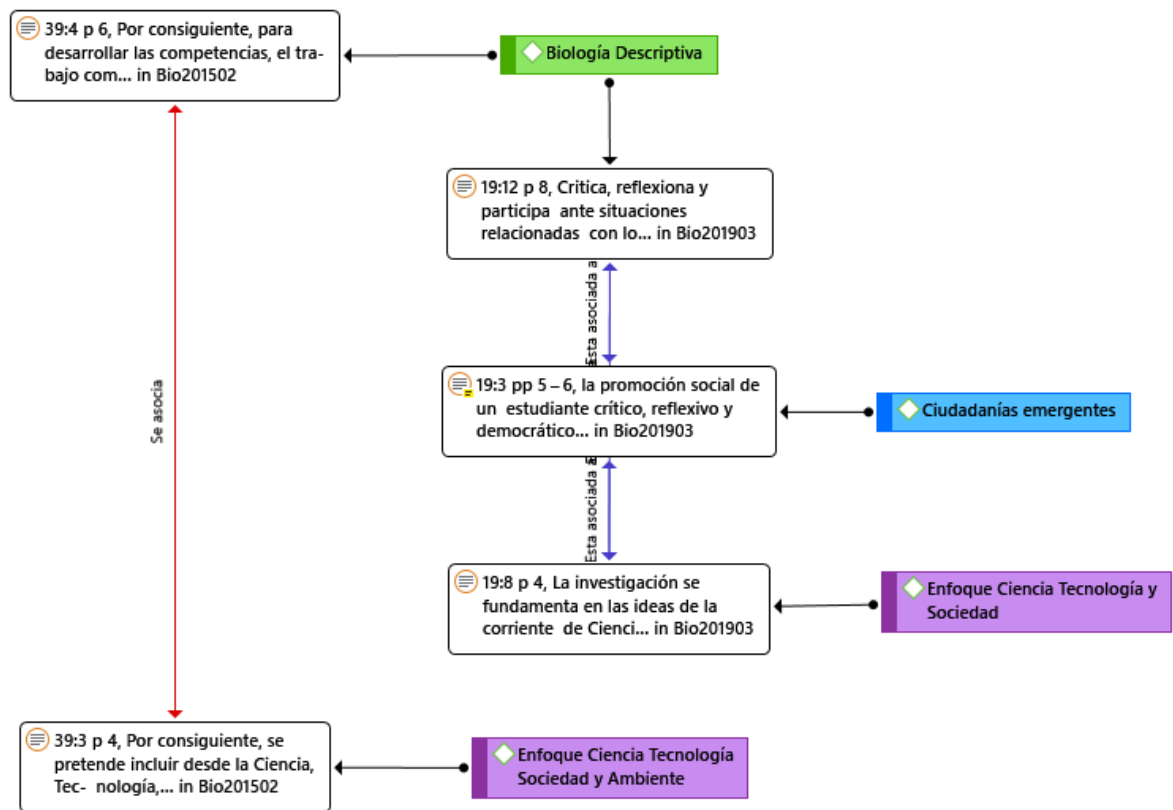 39:4 p 6, Por consiguiente, para
desarrollar las competencias, el tra-
bajo com... in Bio201502
Biología Descriptiva
19:12 p 8, Critica, reflexiona y
participa ante situaciones
relacionadas con lo... in Bio201903
Esta asociada a
19:3 pp 5 – 6, la promoción social de
un estudiante crítico, reflexivo y
democrático... in Bio201903
Ciudadanías emergentes
Se asocia
Esta asociada a
19:8 p 4, La investigación se
fundamenta en las ideas de la
corriente de Cienci... in Bio201903
Enfoque Ciencia Tecnología y
Sociedad
39:3 p 4, Por consiguiente, se
pretende incluir desde la Ciencia,
Tec- nología,... in Bio201502
Enfoque Ciencia Tecnología
Sociedad y Ambiente